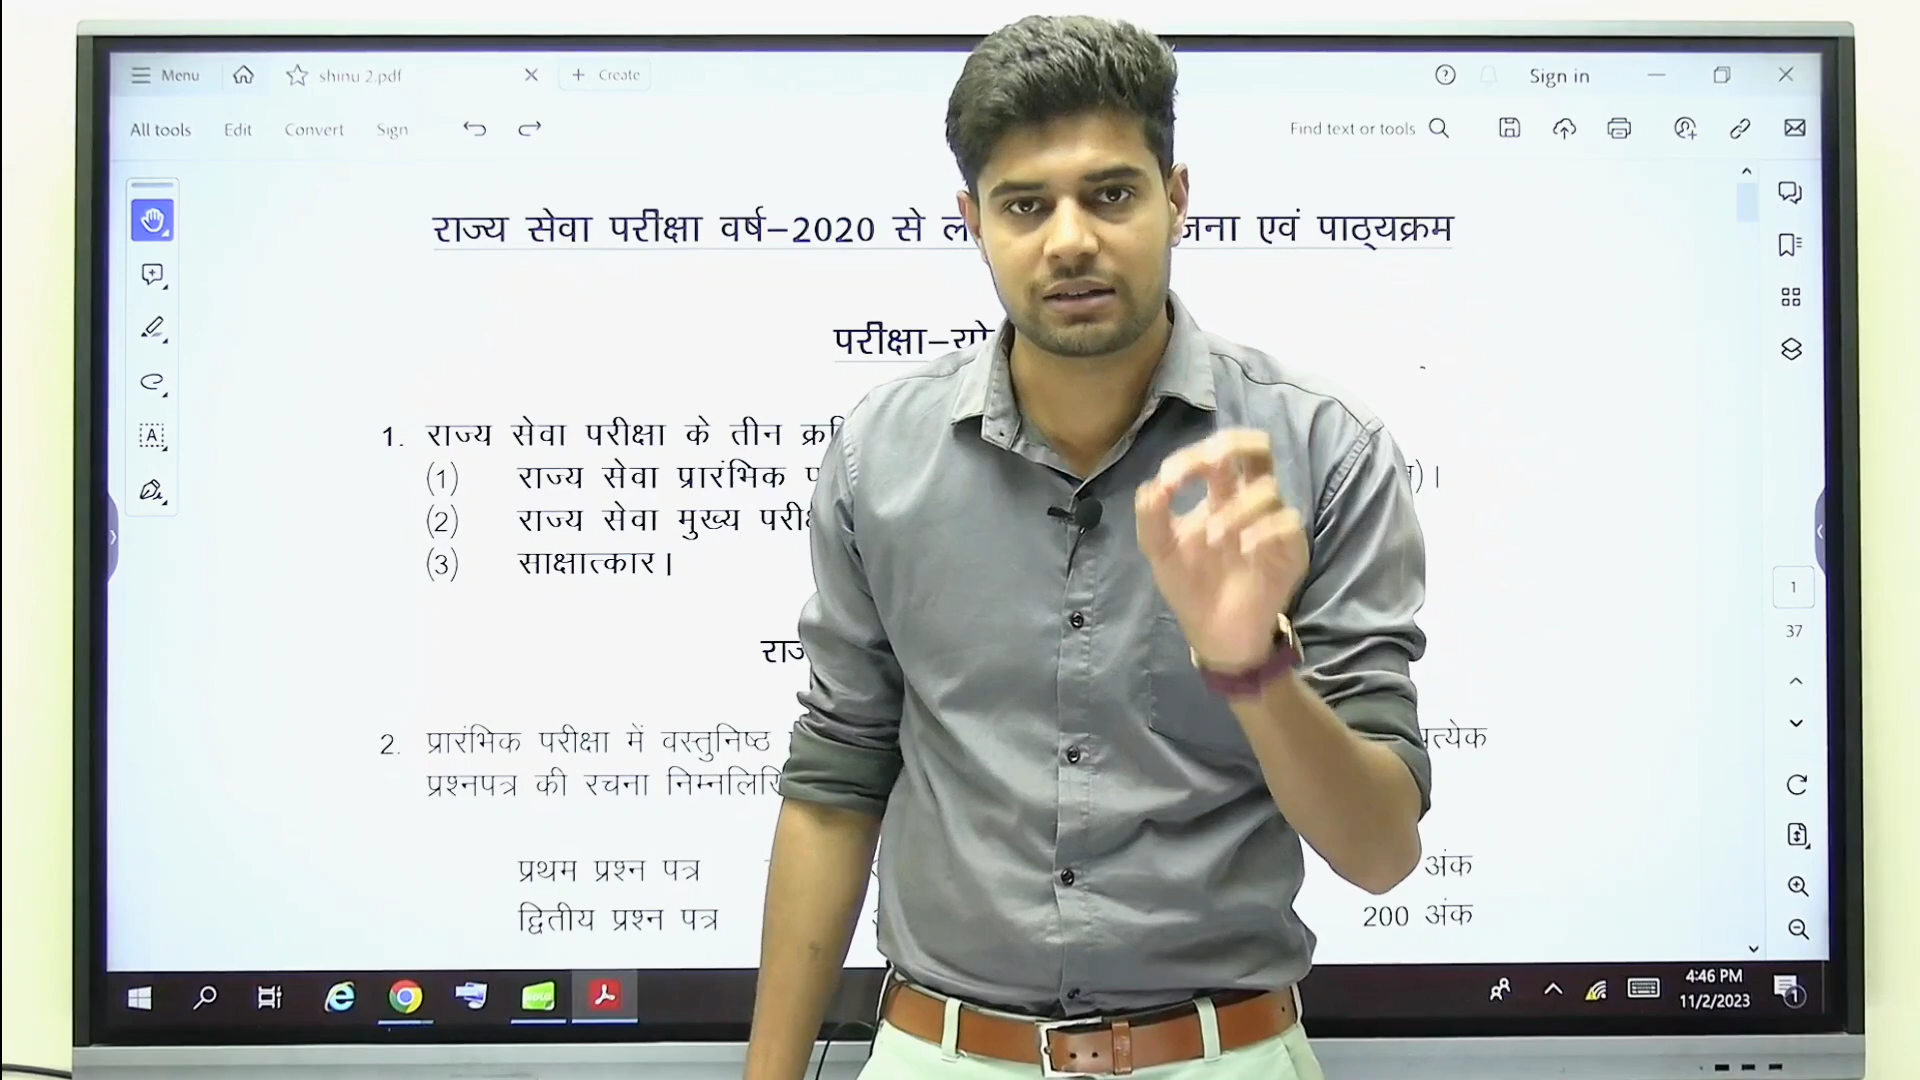 Menu shinu 2.pdf Create Sign in
All tools Edit Convert Sign Find text or tools
राज्य सेवा परीक्षा वर्ष–2020 से एवं पाठ्यक्रम
परीक्षा–
1. राज्य सेवा परीक्षा के तीन
(1) राज्य सेवा प्रारंभिक
(2) राज्य सेवा मुख्य
(3) साक्षात्कार।
1
37
2. प्रारंभिक परीक्षा में वस्तुनिष्ठ
प्रश्नपत्र की रचना
प्रथम प्रश्न पत्र अंक
द्वितीय प्रश्न पत्र 200 अंक
4:46 PM
11/2/2023
1